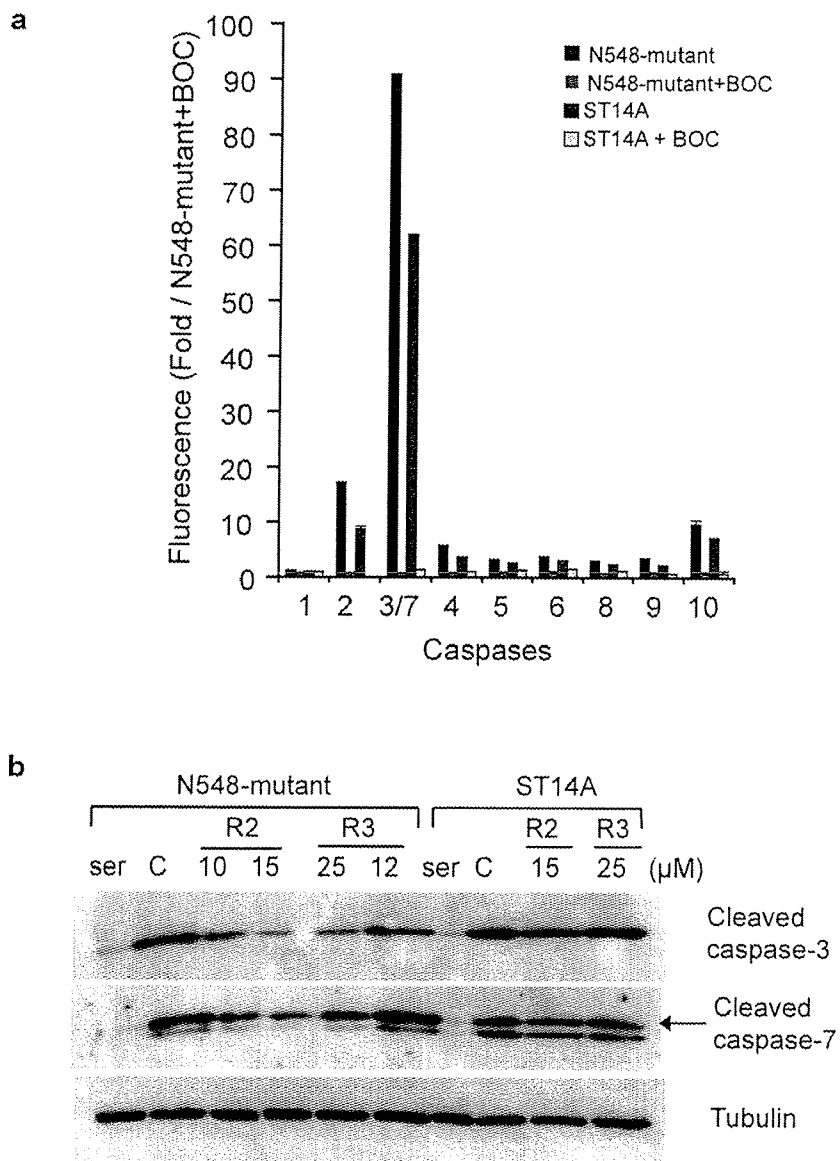 a
Fluorescence (Fold / N548-mutant+BOC)
100
90
80
70
60
50
40
30
20
10
0
N548-mutant
N548-mutant+BOC
ST14A
ST14A + BOC
1 2 3/7 4 5 6 8 9 10
Caspases
b
N548-mutant ST14A
R2 R3 R2 R3
ser C 10 15 25 12 ser C 15 25 (µM)
Cleaved
caspase-3
Cleaved
caspase-7
Tubulin